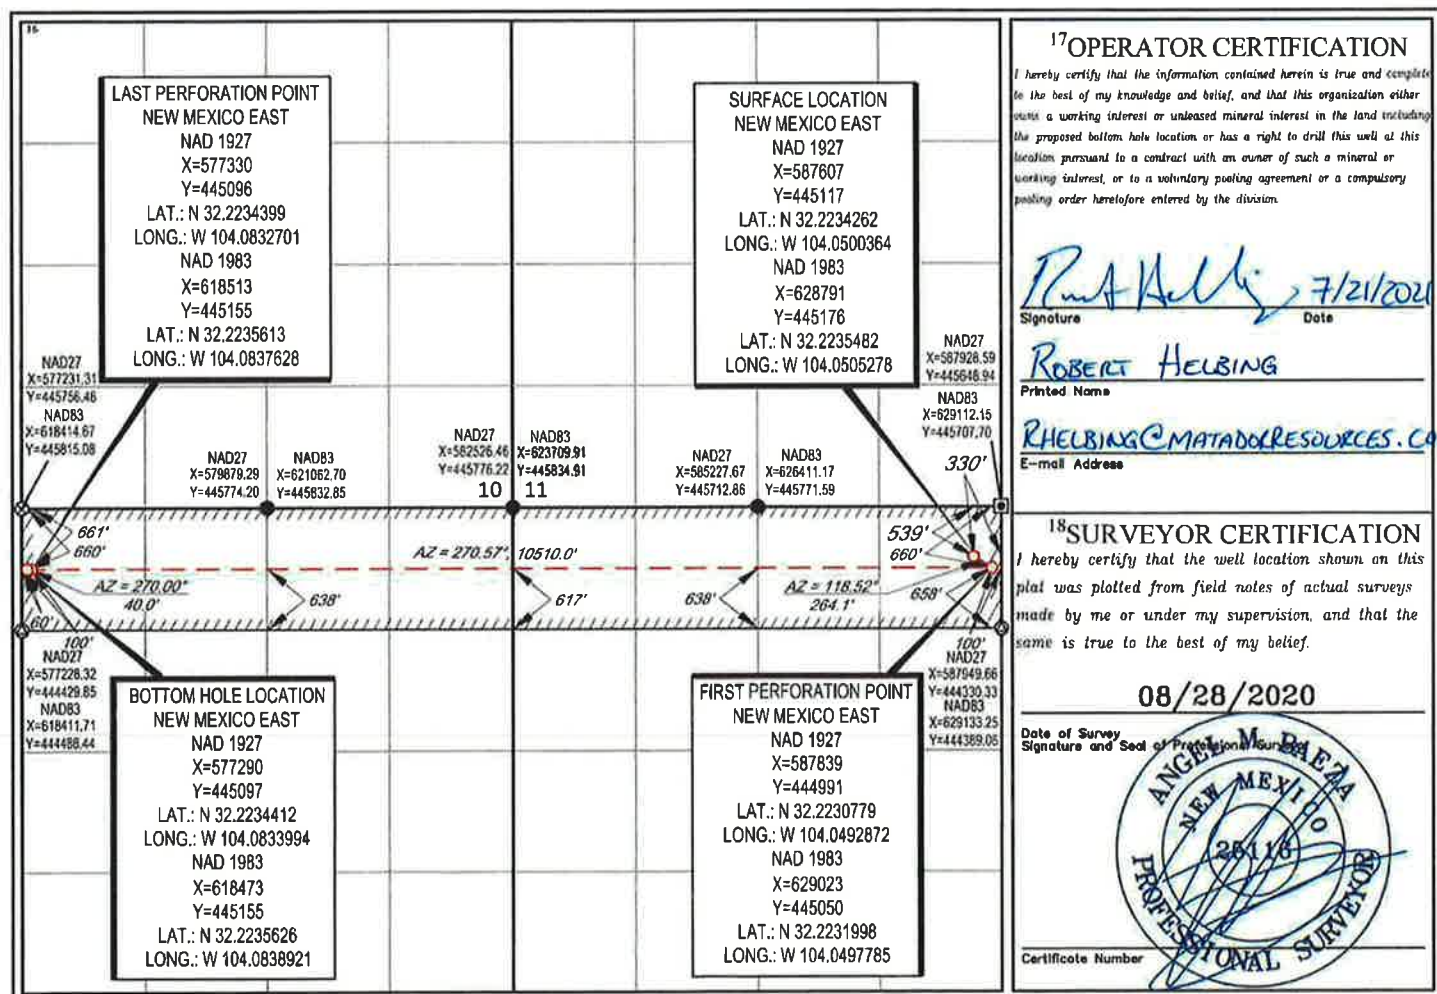 16
LAST PERFORATION POINT
NEW MEXICO EAST
NAD 1927
X=577330
Y=445096
LAT.: N 32.2234399
LONG.: W 104.0832701
NAD 1983
X=618513
Y=445155
LAT.: N 32.2235613
LONG.: W 104.0837628
SURFACE LOCATION
NEW MEXICO EAST
NAD 1927
X=587607
Y=445117
LAT.: N 32.2234262
LONG.: W 104.0500364
NAD 1983
X=628791
Y=445176
LAT.: N 32.2235482
LONG.: W 104.0505278
NAD27
X=577231.31
Y=445756.46
NAD83
X=618414.67
Y=445815.08
NAD27
X=579879.29
Y=445774.20
NAD83
X=621062.70
Y=445832.85
NAD27
X=582526.46
Y=445776.22
10
NAD83
X=623709.91
Y=445834.91
11
NAD27
X=585227.67
Y=445712.86
NAD83
X=626411.17
Y=445771.59
NAD27
X=587928.59
Y=445648.94
NAD83
X=629112.15
Y=445707.70
330'
661'
660'
AZ = 270.57°, 10510.0'
539'
660'
AZ = 270.00°
40.0'
638'
617'
638'
AZ = 118.52°
264.1'
658'
60'
100'
100'
NAD27
X=577228.32
Y=444429.85
NAD83
X=618411.71
Y=444488.44
NAD27
X=587949.66
Y=444330.33
NAD83
X=629133.25
Y=444389.05
BOTTOM HOLE LOCATION
NEW MEXICO EAST
NAD 1927
X=577290
Y=445097
LAT.: N 32.2234412
LONG.: W 104.0833994
NAD 1983
X=618473
Y=445155
LAT.: N 32.2235626
LONG.: W 104.0838921
FIRST PERFORATION POINT
NEW MEXICO EAST
NAD 1927
X=587839
Y=444991
LAT.: N 32.2230779
LONG.: W 104.0492872
NAD 1983
X=629023
Y=445050
LAT.: N 32.2231998
LONG.: W 104.0497785
17OPERATOR CERTIFICATION
I hereby certify that the information contained herein is true and complete
to the best of my knowledge and belief, and that this organization either
owns a working interest or unleased mineral interest in the land including
the proposed bottom hole location or has a right to drill this well at this
location pursuant to a contract with an owner of such a mineral or
working interest, or to a voluntary pooling agreement or a compulsory
pooling order heretofore entered by the division.
7/21/2021
Signature Date
ROBERT HELBING
Printed Name
RHELBING@MATADORRESOURCES.CO
E-mail Address
18SURVEYOR CERTIFICATION
I hereby certify that the well location shown on this
plat was plotted from field notes of actual surveys
made by me or under my supervision, and that the
same is true to the best of my belief.
08/28/2020
Date of Survey
Signature and Seal of Professional Surveyor
ANGEL M. BAEZA
NEW MEXICO
25116
PROFESSIONAL SURVEYOR
Certificate Number